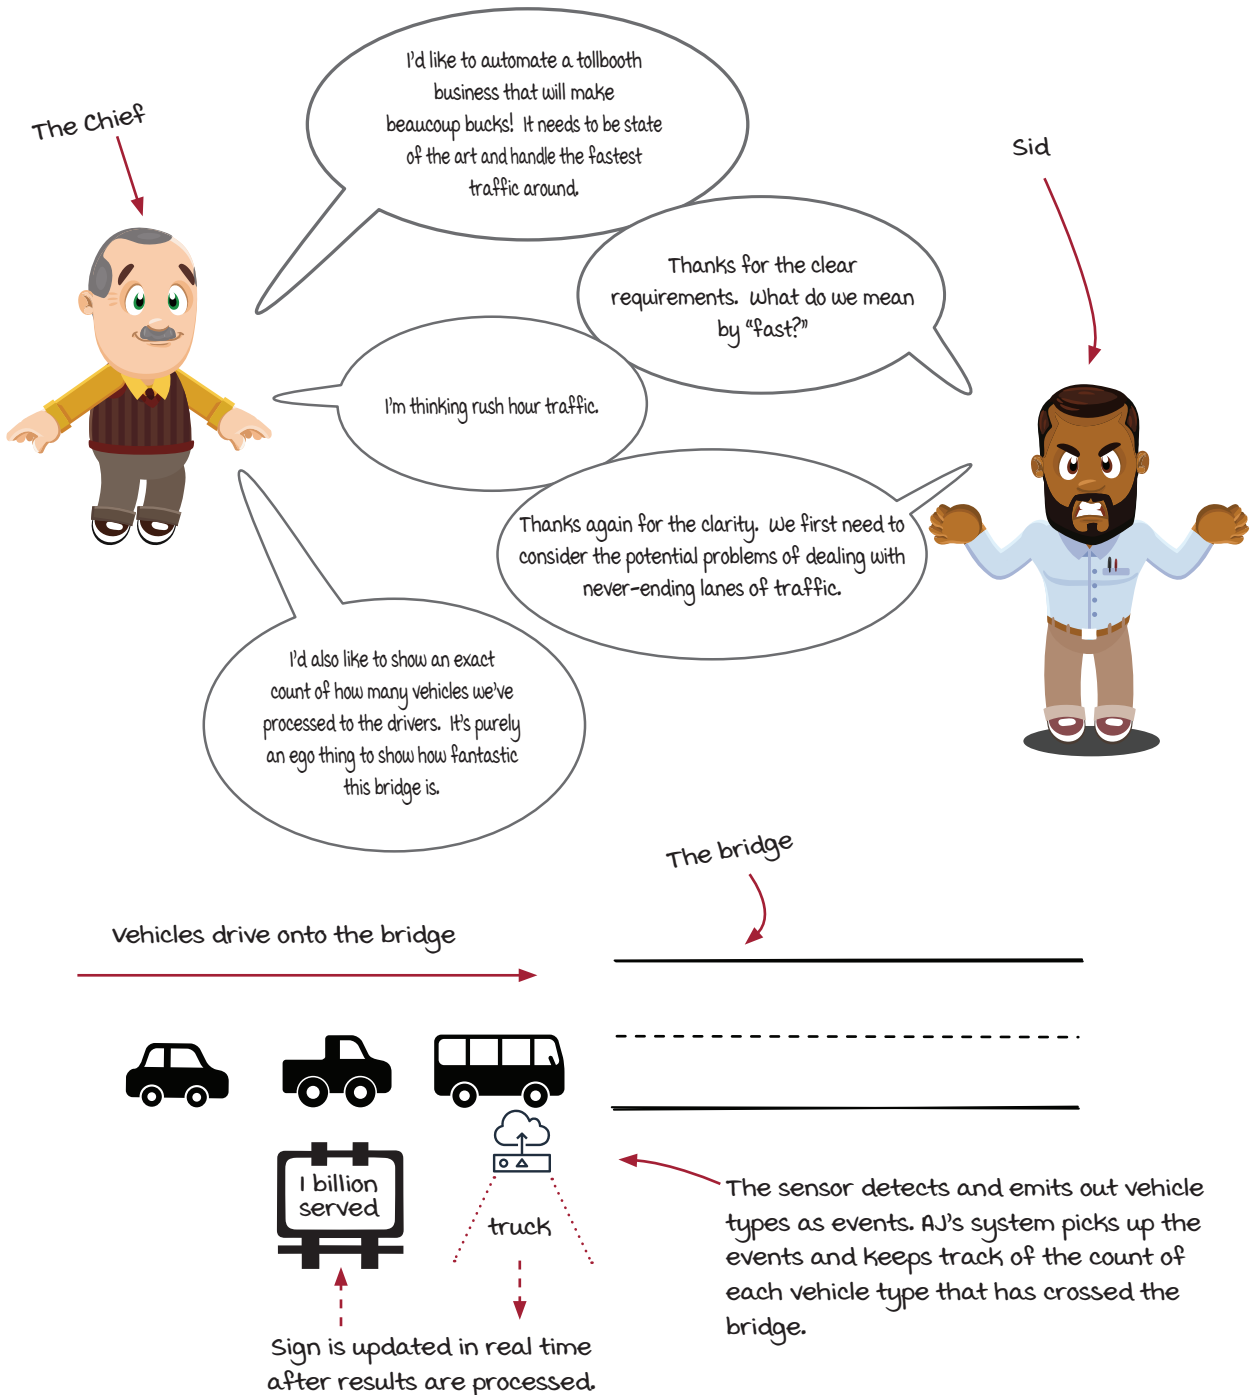 The Chief
I'd like to automate a tollbooth
business that will make
beaucoup bucks! It needs to be state
of the art and handle the fastest
traffic around.
Sid
Thanks for the clear
requirements. What do we mean
by “fast?”
I'm thinking rush hour traffic.
Thanks again for the clarity. We first need to
consider the potential problems of dealing with
never-ending lanes of traffic.
I'd also like to show an exact
count of how many vehicles we've
processed to the drivers. It's purely
an ego thing to show how fantastic
this bridge is.
The bridge
Vehicles drive onto the bridge
1 billion
served
truck
The sensor detects and emits out vehicle
types as events. AJ's system picks up the
events and keeps track of the count of
each vehicle type that has crossed the
bridge.
Sign is updated in real time
after results are processed.